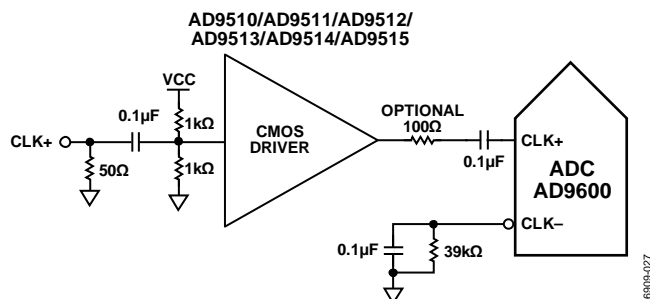 AD9510/AD9511/AD9512/
AD9513/AD9514/AD9515
VCC
0.1µF
1kΩ
CLK+
50Ω
1kΩ
CMOS
DRIVER
OPTIONAL
100Ω
0.1µF
CLK+
ADC
AD9600
CLK–
0.1µF
39kΩ
6909-027